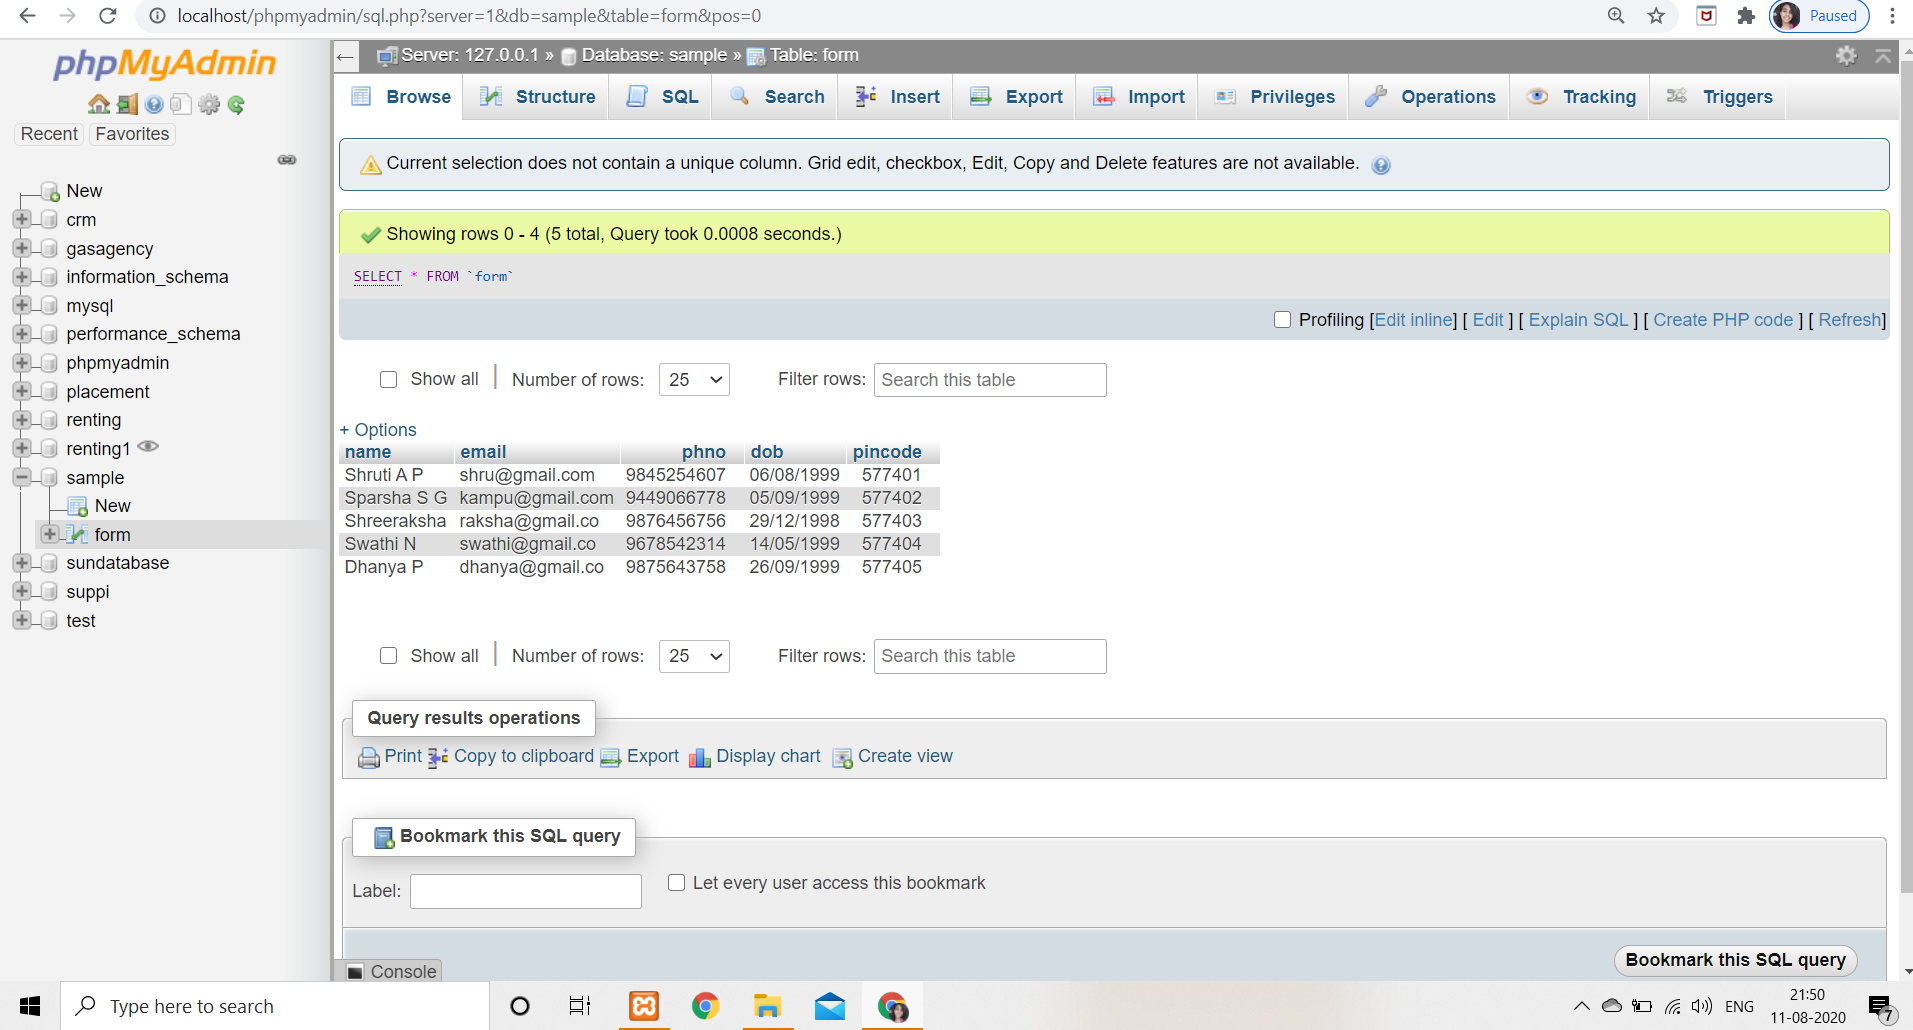 localhost/phpmyadmin/sql.php?server=1&db=sample&table=form&pos=0
Paused
phpMyAdmin
Recent Favorites
New
crm
gasagency
information_schema
mysql
performance_schema
phpmyadmin
placement
renting
renting1
sample
New
form
sundatabase
suppi
test
Server: 127.0.0.1 » Database: sample » Table: form
Browse Structure SQL Search Insert Export Import Privileges Operations Tracking Triggers
Current selection does not contain a unique column. Grid edit, checkbox, Edit, Copy and Delete features are not available.
Showing rows 0 - 4 (5 total, Query took 0.0008 seconds.)
SELECT * FROM `form`
Profiling [Edit inline] [ Edit ] [ Explain SQL ] [ Create PHP code ] [ Refresh]
Show all | Number of rows: 25 Filter rows: Search this table
+ Options
name email phno dob pincode
Shruti A P shru@gmail.com 9845254607 06/08/1999 577401
Sparsha S G kampu@gmail.com 9449066778 05/09/1999 577402
Shreeraksha raksha@gmail.co 9876456756 29/12/1998 577403
Swathi N swathi@gmail.co 9678542314 14/05/1999 577404
Dhanya P dhanya@gmail.co 9875643758 26/09/1999 577405
Show all | Number of rows: 25 Filter rows: Search this table
Query results operations
Print Copy to clipboard Export Display chart Create view
Bookmark this SQL query
Label: Let every user access this bookmark
Bookmark this SQL query
Console
Type here to search
ENG
21:50
11-08-2020
7